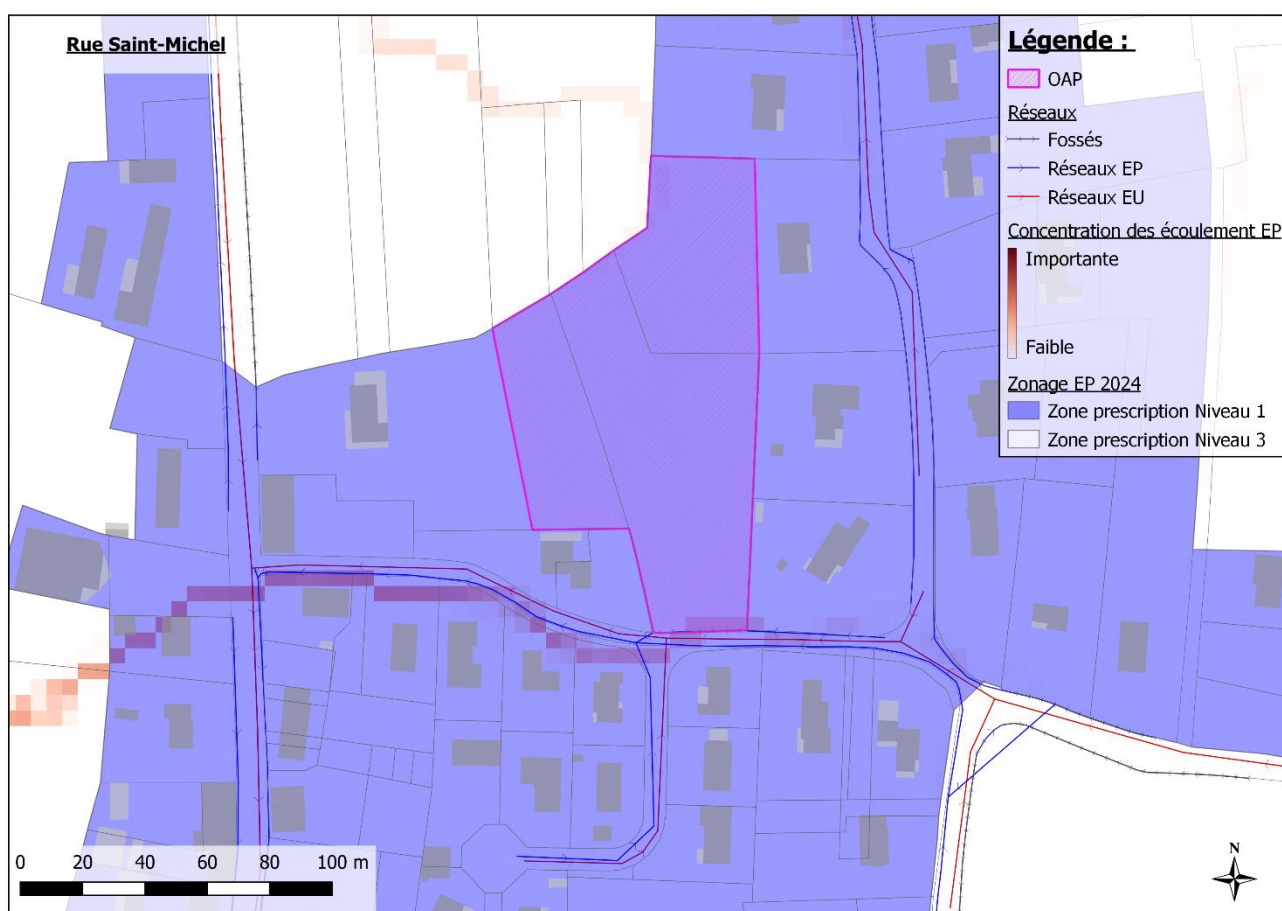 Rue Saint-Michel
Légende :
OAP
Réseaux
Fossés
Réseaux EP
Réseaux EU
Concentration des écoulement EP
Importante
Faible
Zonage EP 2024
Zone prescription Niveau 1
Zone prescription Niveau 3
0 20 40 60 80 100 m
N